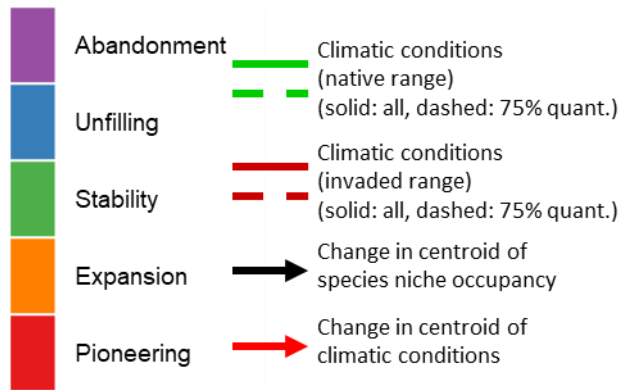 Abandonment
Unfilling
Stability
Expansion
Pioneering
Climatic conditions
(native range)
(solid: all, dashed: 75% quant.)
Climatic conditions
(invaded range)
(solid: all, dashed: 75% quant.)
Change in centroid of
species niche occupancy
Change in centroid of
climatic conditions